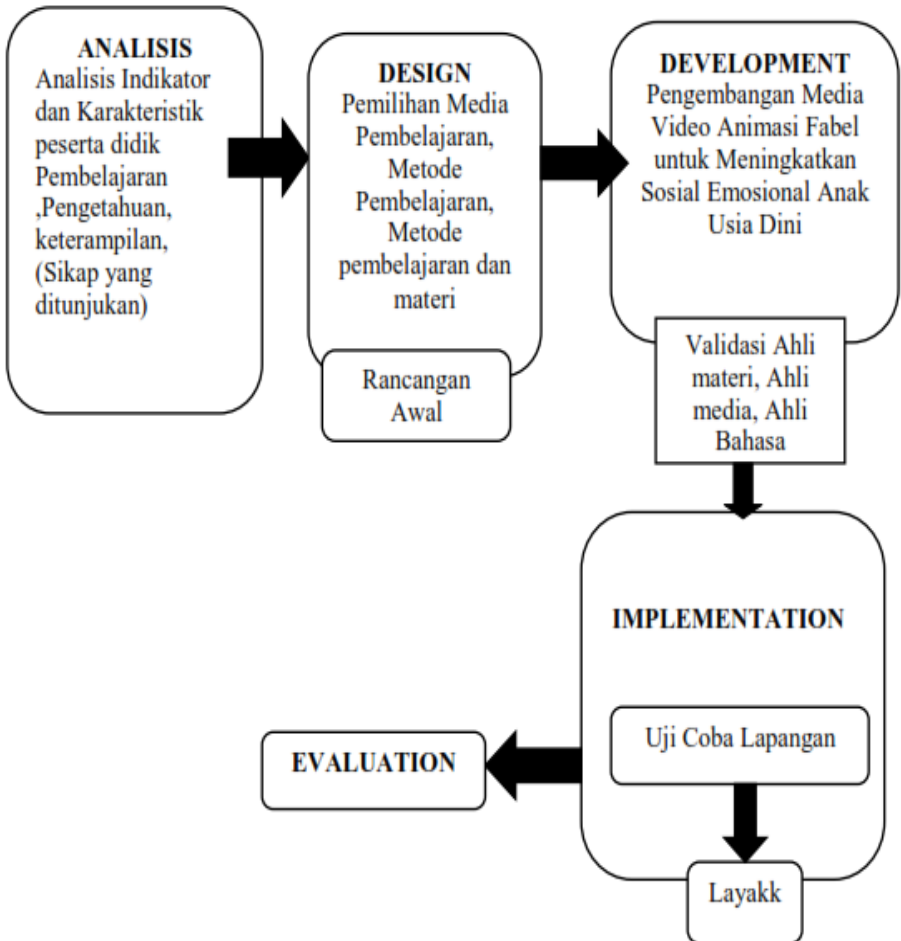 ANALISIS
Analisis Indikator
dan Karakteristik
peserta didik
Pembelajaran
,Pengetahuan,
keterampilan,
(Sikap yang
ditunjukan)
DESIGN
Pemilihan Media
Pembelajaran,
Metode
Pembelajaran,
Metode
pembelajaran dan
materi
Rancangan
Awal
DEVELOPMENT
Pengembangan Media
Video Animasi Fabel
untuk Meningkatkan
Sosial Emosional Anak
Usia Dini
Validasi Ahli
materi, Ahli
media, Ahli
Bahasa
IMPLEMENTATION
Uji Coba Lapangan
Layakk
EVALUATION